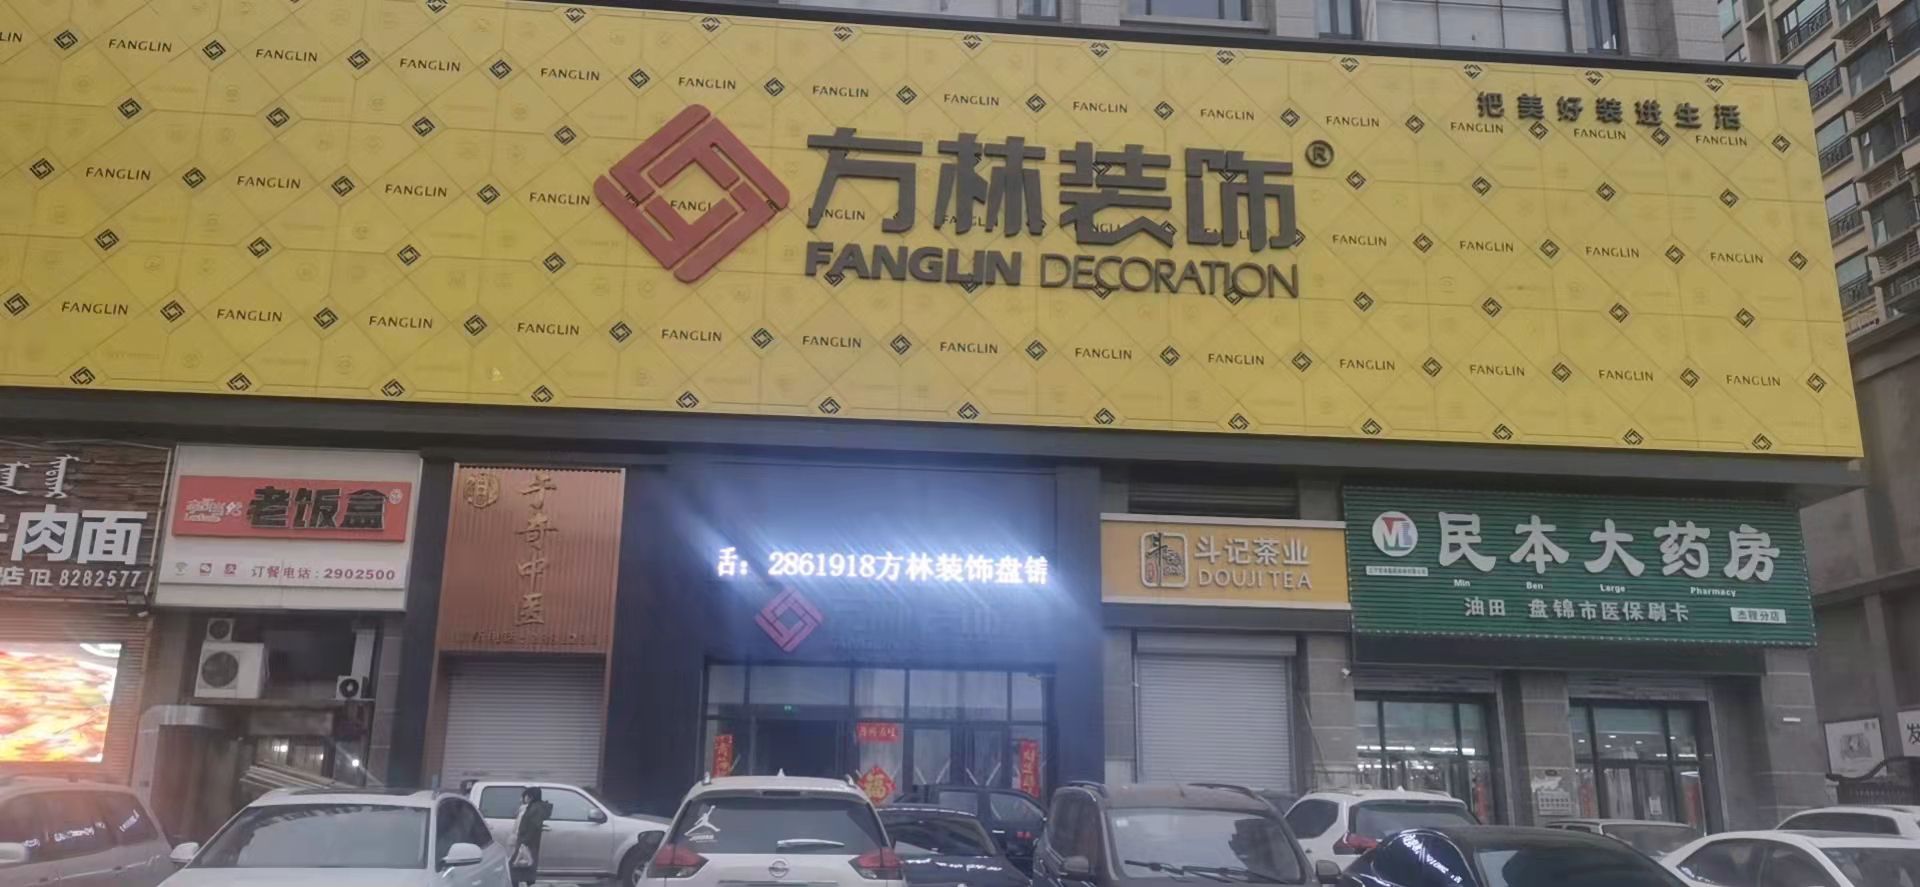 把美好装进生活
方林装饰®
FANGLIN DECORATION
FANGLIN
肉面
店 TEL 8282577
老饭盒
订餐电话:2902500
奇中医
话: 2861918方林装饰盘锦
斗记茶业
DOUJI TEA
民本大药房
Min Ben Large Pharmacy
油田 盘锦市医保刷卡
福